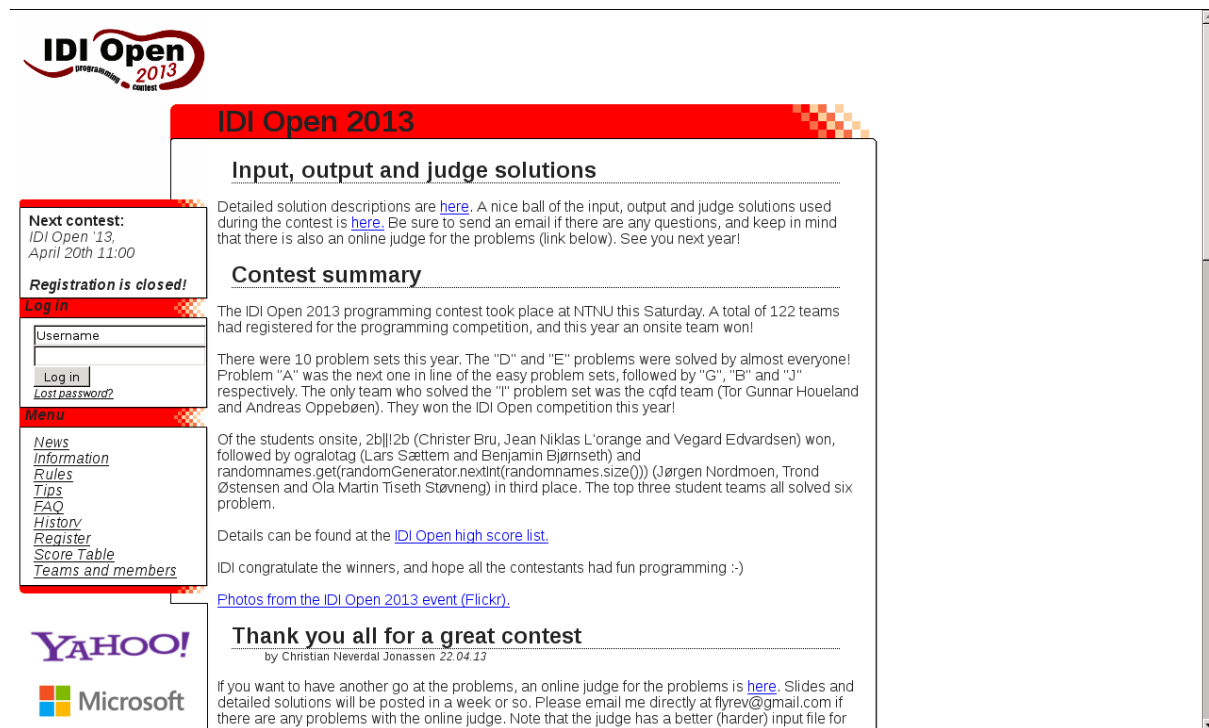 IDI Open
programming
2013
contest
IDI Open 2013
Input, output and judge solutions
Detailed solution descriptions are here. A nice ball of the input, output and judge solutions used
during the contest is here. Be sure to send an email if there are any questions, and keep in mind
that there is also an online judge for the problems (link below). See you next year!
Next contest:
IDI Open '13,
April 20th 11:00
Registration is closed!
Log in
Username
Log in
Lost password?
Menu
News
Information
Rules
Tips
FAQ
History
Register
Score Table
Teams and members
YAHOO!
Microsoft
Contest summary
The IDI Open 2013 programming contest took place at NTNU this Saturday. A total of 122 teams
had registered for the programming competition, and this year an onsite team won!
There were 10 problem sets this year. The "D" and "E" problems were solved by almost everyone!
Problem "A" was the next one in line of the easy problem sets, followed by "G", "B" and "J"
respectively. The only team who solved the "I" problem set was the cqfd team (Tor Gunnar Houeland
and Andreas Oppebøen). They won the IDI Open competition this year!
Of the students onsite, 2b||!2b (Christer Bru, Jean Niklas L'orange and Vegard Edvardsen) won,
followed by ogralotag (Lars Sættem and Benjamin Bjørnseth) and
randomnames.get(randomGenerator.nextInt(randomnames.size())) (Jørgen Nordmoen, Trond
Østensen and Ola Martin Tiseth Støvneng) in third place. The top three student teams all solved six
problem.
Details can be found at the IDI Open high score list.
IDI congratulate the winners, and hope all the contestants had fun programming :-)
Photos from the IDI Open 2013 event (Flickr).
Thank you all for a great contest
by Christian Neverdal Jonassen 22.04.13
If you want to have another go at the problems, an online judge for the problems is here. Slides and
detailed solutions will be posted in a week or so. Please email me directly at flyrev@gmail.com if
there are any problems with the online judge. Note that the judge has a better (harder) input file for